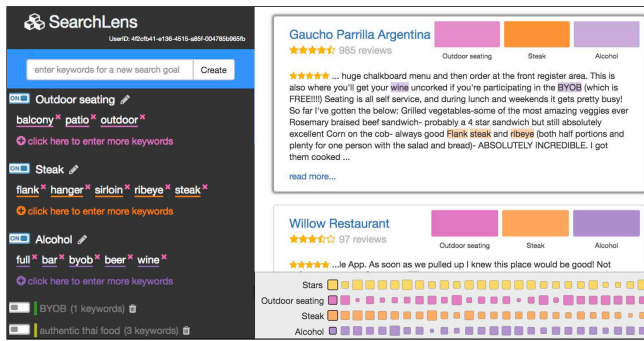 SearchLens
UserID: 4f2cfb41-e136-4515-a85f-004785b965fb
enter keywords for a new search goal Create
ON Outdoor seating
balcony × patio × outdoor ×
click here to enter more keywords
ON Steak
flank × hanger × sirloin × ribeye × steak ×
click here to enter more keywords
ON Alcohol
full × bar × byob × beer × wine ×
click here to enter more keywords
BYOB (1 keywords)
authentic thai food (3 keywords)
Gaucho Parrilla Argentina
985 reviews
Outdoor seating Steak Alcohol
... huge chalkboard menu and then order at the front register area. This is
also where you'll get your wine uncorked if you're participating in the BYOB (which is
FREE!!!!) Seating is all self service, and during lunch and weekends it gets pretty busy!
So far I've gotten the below: Grilled vegetables-some of the most amazing veggies ever
Rosemary braised beef sandwich- probably a 4 star sandwich but still absolutely
excellent Corn on the cob- always good Flank steak and ribeye (both half portions and
plenty for one person with the salad and bread)- ABSOLUTELY INCREDIBLE. I got
them cooked ...
read more...
Willow Restaurant
97 reviews
Outdoor seating Steak Alcohol
...le App. As soon as we pulled up I knew this place would be good! Not
Stars
Outdoor seating
Steak
Alcohol